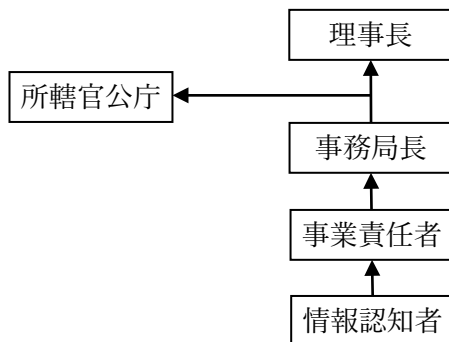 理事長
所轄官公庁
事務局長
事業責任者
情報認知者